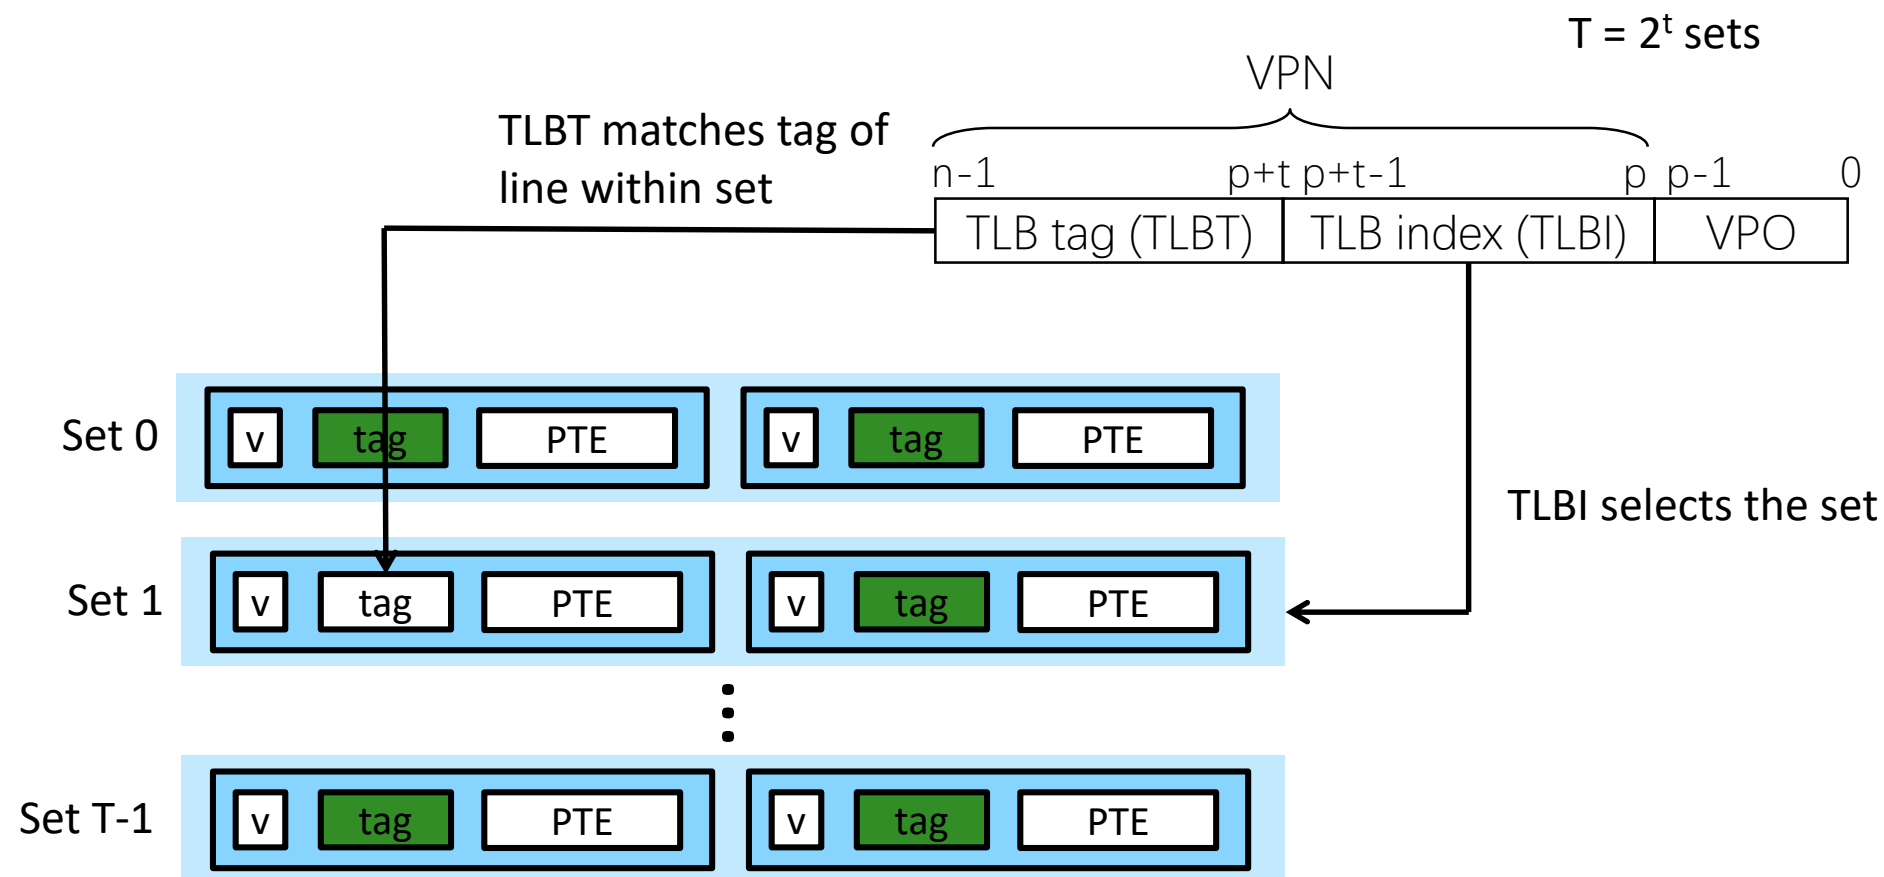 T = 2^t sets
VPN
TLBT matches tag of
line within set
n-1 p+t p+t-1 p p-1 0
TLB tag (TLBT) TLB index (TLBI) VPO
Set 0 v tag PTE v tag PTE
TLBI selects the set
Set 1 v tag PTE v tag PTE
⋮
Set T-1 v tag PTE v tag PTE